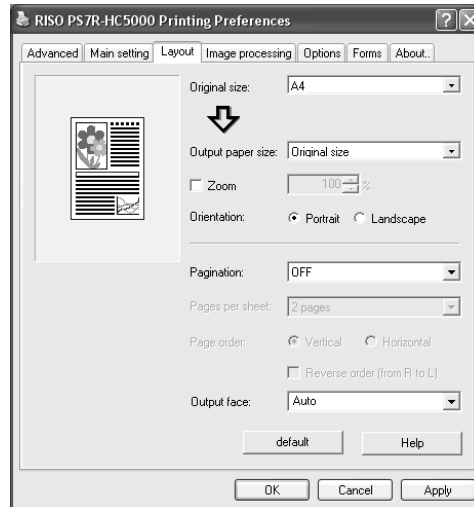 RISO PS7R-HC5000 Printing Preferences
Advanced Main setting Layout Image processing Options Forms About..
Original size: A4
Output paper size: Original size
Zoom 100 %
Orientation: Portrait Landscape
Pagination: OFF
Pages per sheet: 2 pages
Page order: Vertical Horizontal
Reverse order (from R to L)
Output face: Auto
default Help
OK Cancel Apply